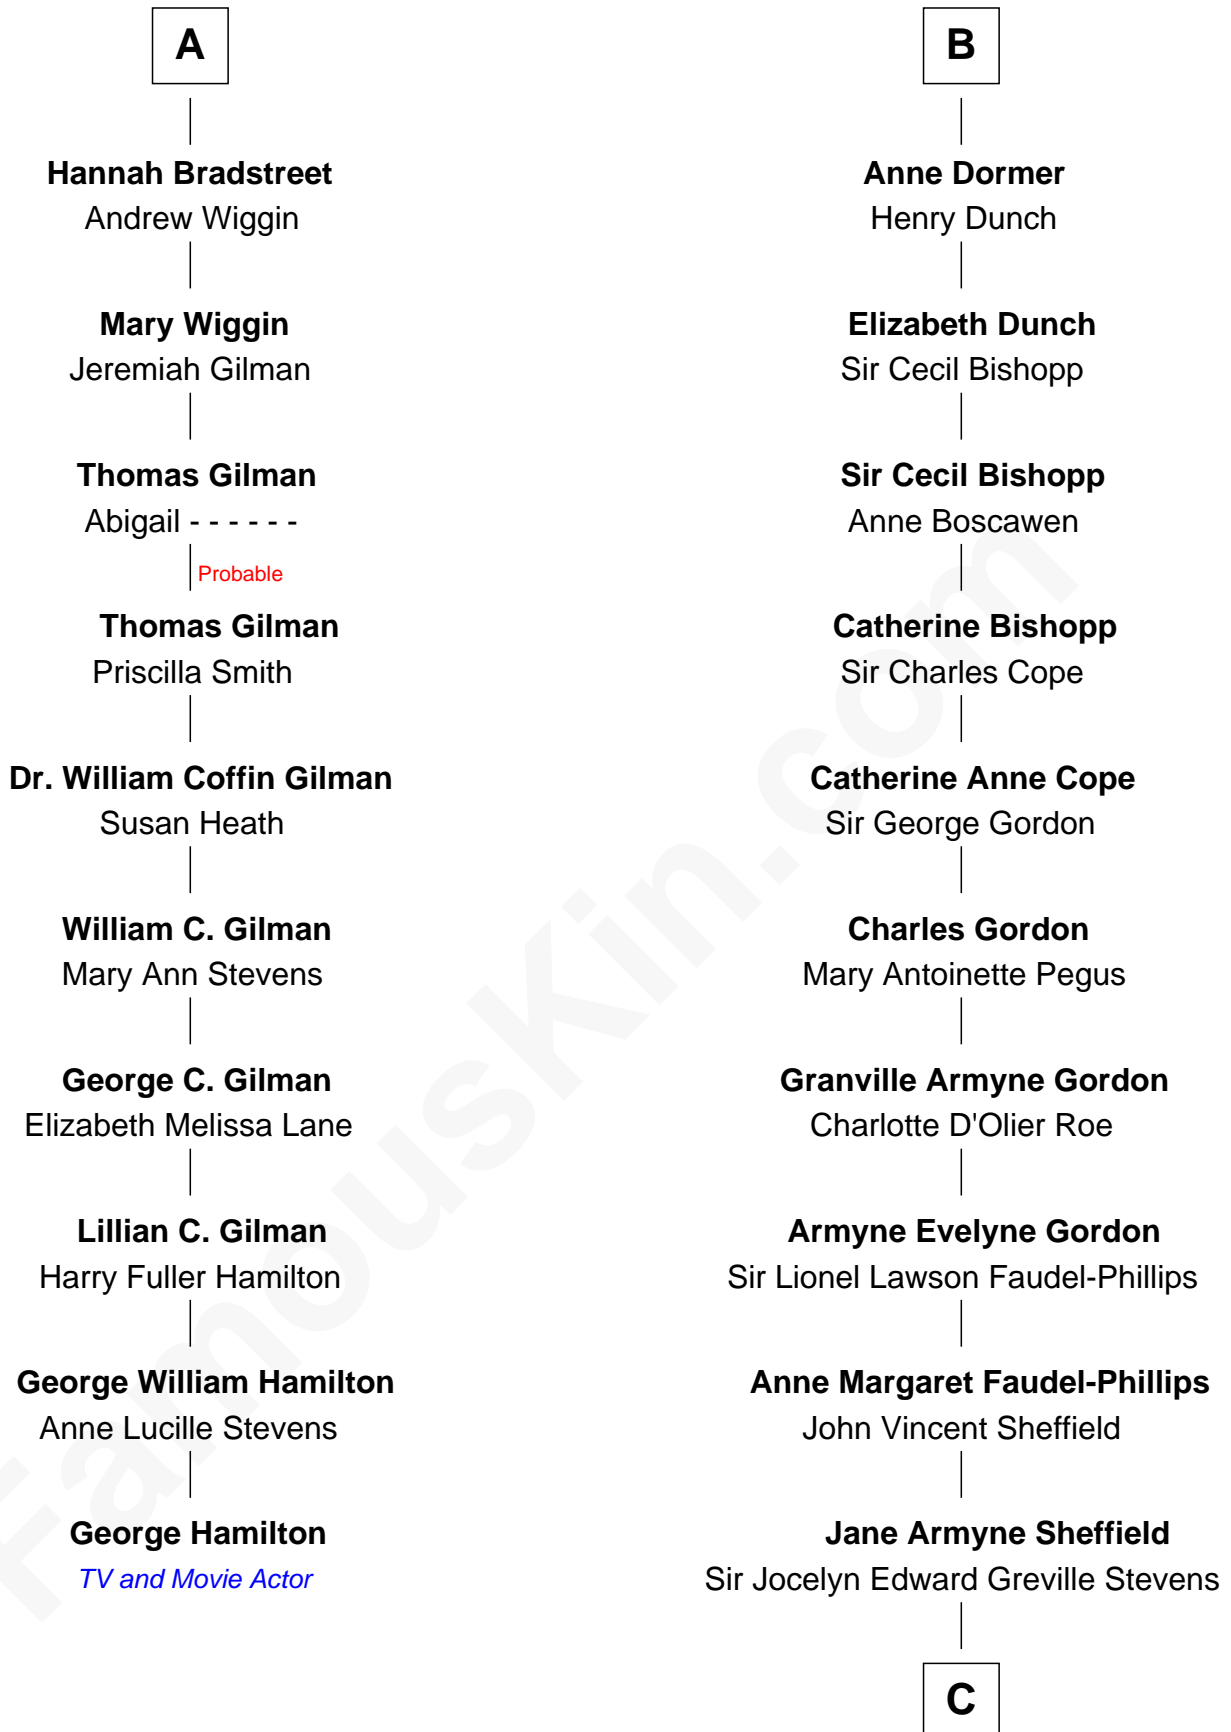 A
Hannah Bradstreet
Andrew Wiggin
Mary Wiggin
Jeremiah Gilman
Thomas Gilman
Abigail - - - - - -
Probable
Thomas Gilman
Priscilla Smith
Dr. William Coffin Gilman
Susan Heath
William C. Gilman
Mary Ann Stevens
George C. Gilman
Elizabeth Melissa Lane
Lillian C. Gilman
Harry Fuller Hamilton
George William Hamilton
Anne Lucille Stevens
George Hamilton
TV and Movie Actor
B
Anne Dormer
Henry Dunch
Elizabeth Dunch
Sir Cecil Bishopp
Sir Cecil Bishopp
Anne Boscawen
Catherine Bishopp
Sir Charles Cope
Catherine Anne Cope
Sir George Gordon
Charles Gordon
Mary Antoinette Pegus
Granville Armyne Gordon
Charlotte D'Olier Roe
Armyne Evelyne Gordon
Sir Lionel Lawson Faudel-Phillips
Anne Margaret Faudel-Phillips
John Vincent Sheffield
Jane Armyne Sheffield
Sir Jocelyn Edward Greville Stevens
C
FamousKin.com